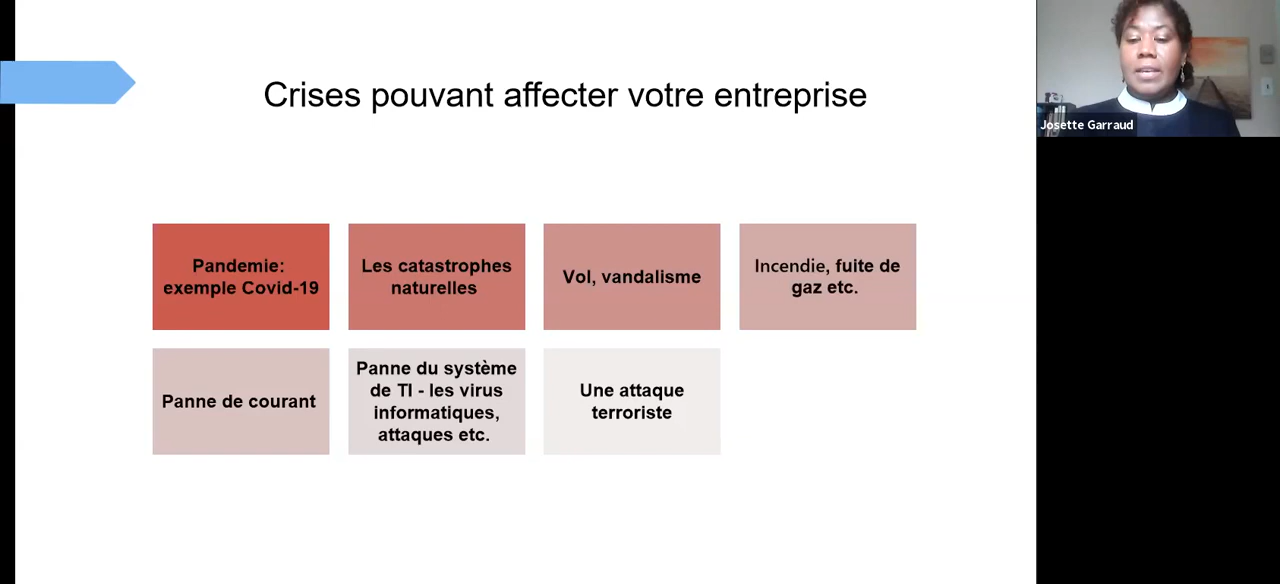 Crises pouvant affecter votre entreprise
Josette Garraud
Pandemie:
exemple Covid-19
Les catastrophes
naturelles
Vol, vandalisme
Incendie, fuite de
gaz etc.
Panne de courant
Panne du système
de TI - les virus
informatiques,
attaques etc.
Une attaque
terroriste